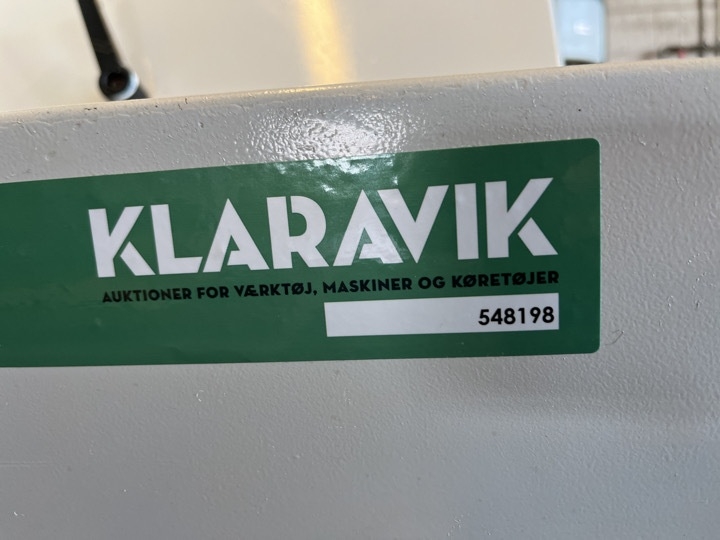 KLARAVIK
AUKTIONER FOR VÆRKTØJ, MASKINER OG KØRETØJER
548198